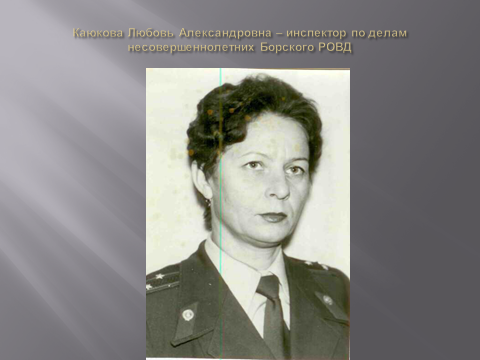 Каюкова Любовь Александровна – инспектор по делам
несовершеннолетних Борского РОВД